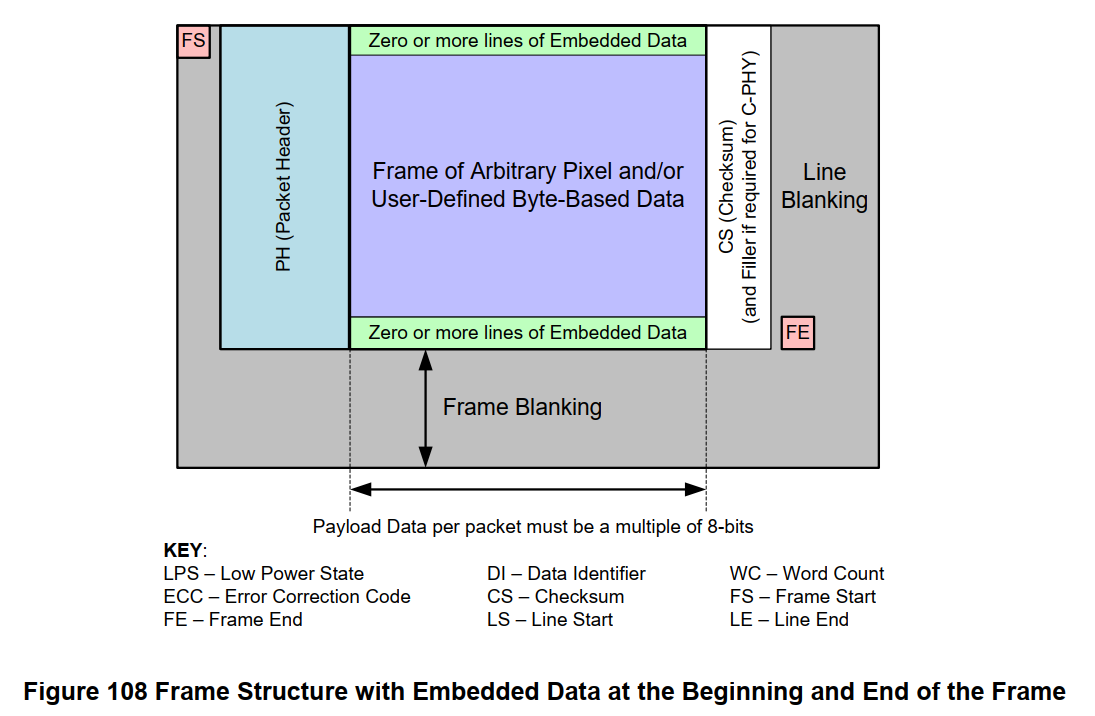 FS
Zero or more lines of Embedded Data
PH (Packet Header)
Frame of Arbitrary Pixel and/or
User-Defined Byte-Based Data
CS (Checksum)
(and Filler if required for C-PHY)
Line
Blanking
Zero or more lines of Embedded Data
FE
Frame Blanking
Payload Data per packet must be a multiple of 8-bits
KEY:
LPS – Low Power State DI – Data Identifier WC – Word Count
ECC – Error Correction Code CS – Checksum FS – Frame Start
FE – Frame End LS – Line Start LE – Line End
Figure 108 Frame Structure with Embedded Data at the Beginning and End of the Frame